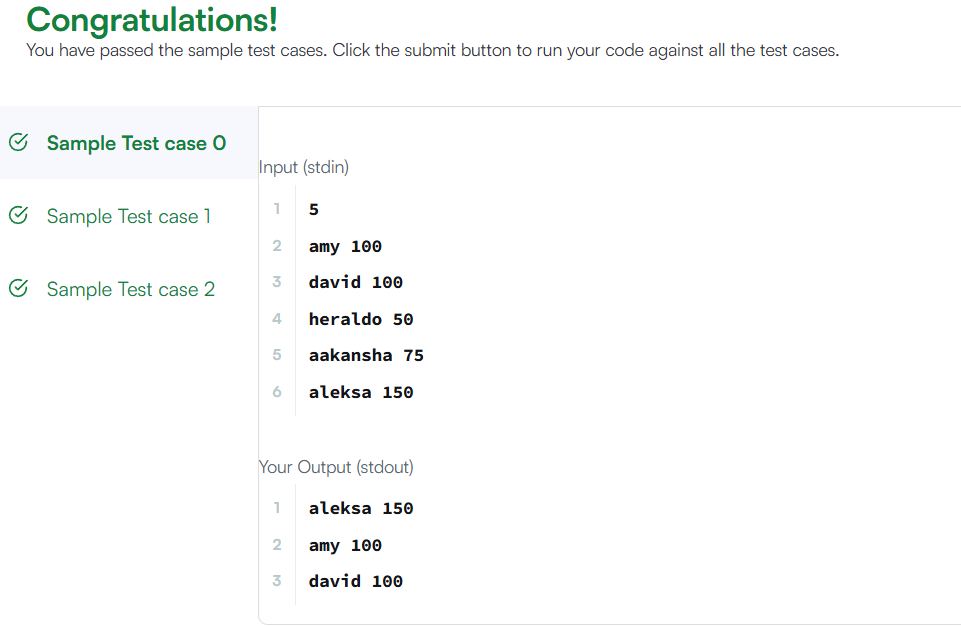 Congratulations!
You have passed the sample test cases. Click the submit button to run your code against all the test cases.
Sample Test case 0
Sample Test case 1
Sample Test case 2
Input (stdin)
1 5
2 amy 100
3 david 100
4 heraldo 50
5 aakansha 75
6 aleksa 150
Your Output (stdout)
1 aleksa 150
2 amy 100
3 david 100